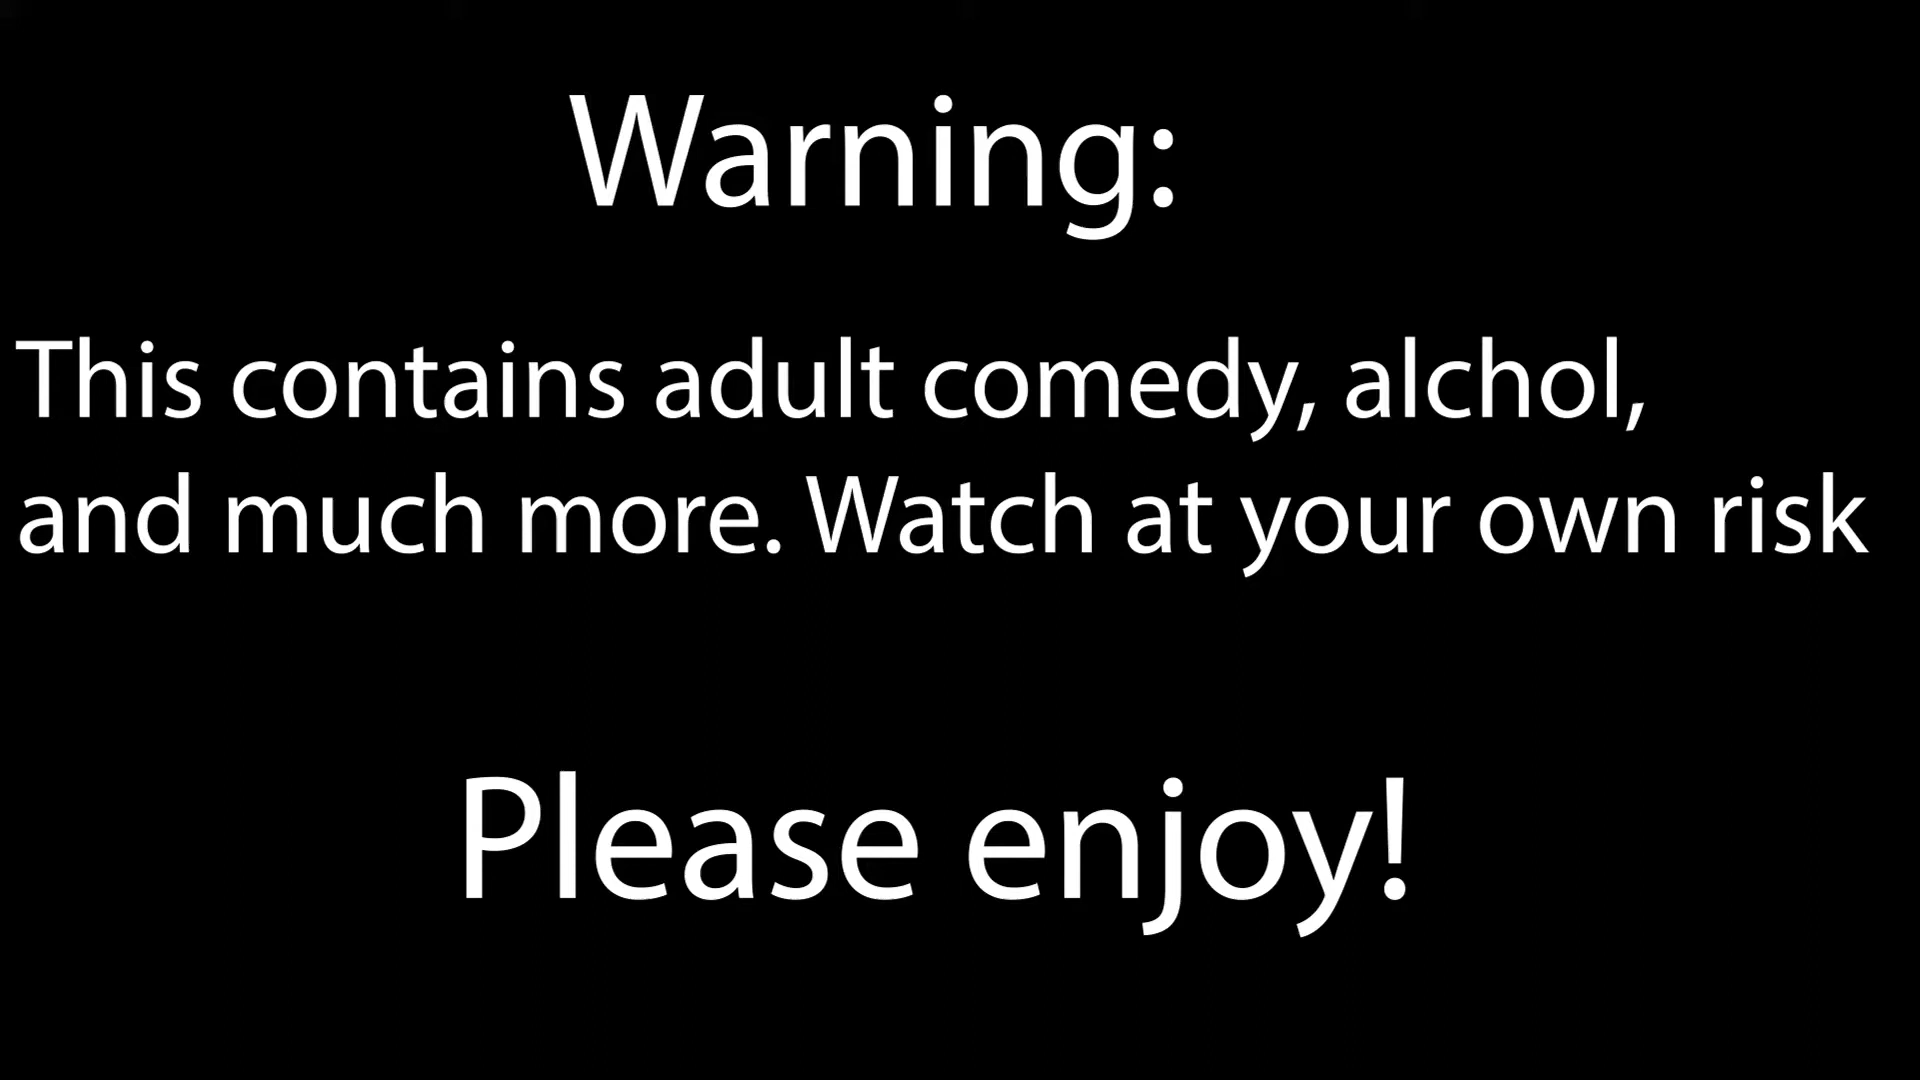 Warning:
This contains adult comedy, alchol,
and much more. Watch at your own risk
Please enjoy!